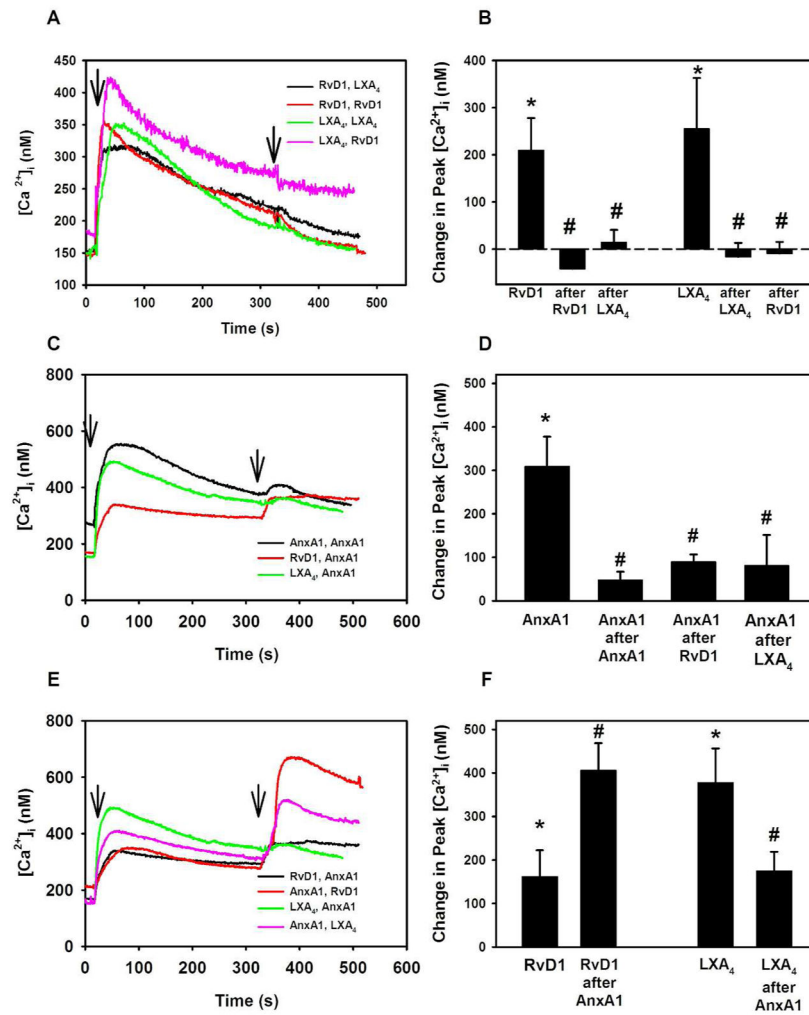 A
450
400
350
300
250
200
150
100
[Ca 2+]i (nM)
RvD1, LXA4
RvD1, RvD1
LXA4, LXA4
LXA4, RvD1
0 100 200 300 400 500
Time (s)
B
400
300
200
100
0
Change in Peak [Ca2+]i (nM)
*
#
#
*
#
#
RvD1
after RvD1
after LXA4
LXA4
after LXA4
after RvD1
C
800
600
400
200
0
[Ca2+]i (nM)
AnxA1, AnxA1
RvD1, AnxA1
LXA4, AnxA1
0 100 200 300 400 500 600
Time (s)
D
500
400
300
200
100
0
Change in Peak [Ca2+]i (nM)
*
#
#
#
AnxA1
AnxA1 after AnxA1
AnxA1 after RvD1
AnxA1 after LXA4
E
800
600
400
200
0
[Ca2+]i (nM)
RvD1, AnxA1
AnxA1, RvD1
LXA4, AnxA1
AnxA1, LXA4
0 100 200 300 400 500 600
Time (s)
F
500
400
300
200
100
0
Change in Peak [Ca2+]i (nM)
*
#
*
#
RvD1
RvD1 after AnxA1
LXA4
LXA4 after AnxA1